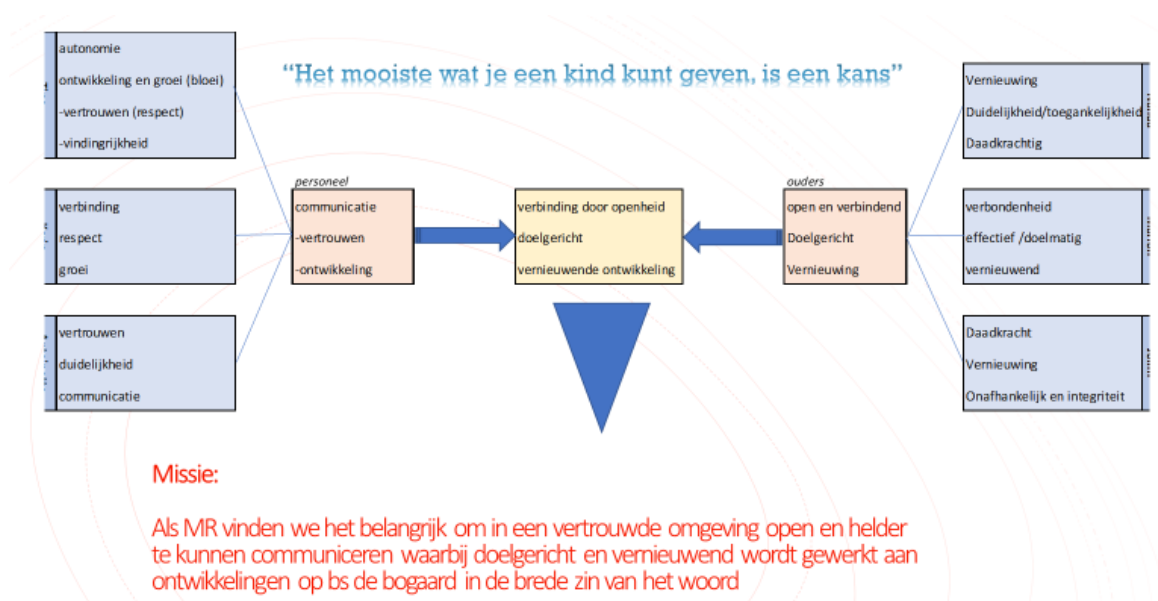 “Het mooiste wat je een kind kunt geven, is een kans”
autonomie
ontwikkeling en groei (bloei)
-vertrouwen (respect)
-vindingrijkheid
verbinding
respect
groei
vertrouwen
duidelijkheid
communicatie
personeel
communicatie
-vertrouwen
-ontwikkeling
verbinding door openheid
doelgericht
vernieuwende ontwikkeling
ouders
open en verbindend
Doelgericht
Vernieuwing
Vernieuwing
Duidelijkheid/toegankelijkheid
Daadkrachtig
verbondenheid
effectief /doelmatig
vernieuwend
Daadkracht
Vernieuwing
Onafhankelijk en integriteit
Missie:
Als MR vinden we het belangrijk om in een vertrouwde omgeving open en helder
te kunnen communiceren waarbij doelgericht en vernieuwend wordt gewerkt aan
ontwikkelingen op bs de bogaard in de brede zin van het woord